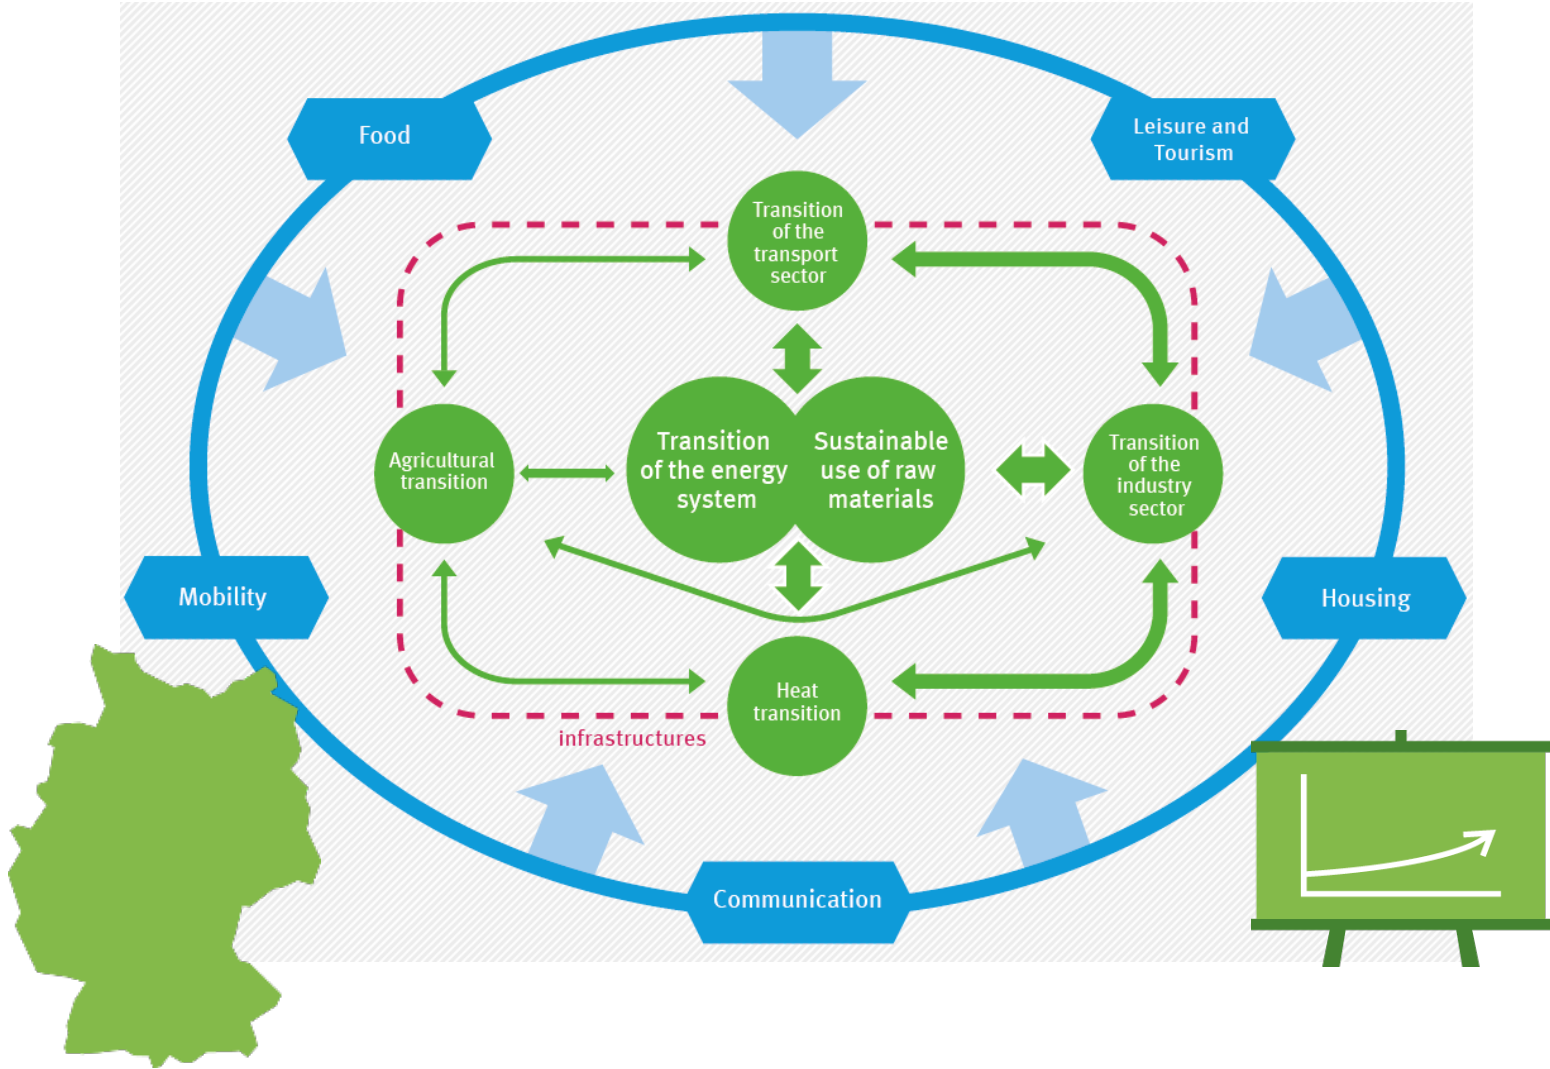 Food
Leisure and
Tourism
Transition
of the
transport
sector
Agricultural
transition
Transition
of the energy
system
Sustainable
use of raw
materials
Transition
of the
industry
sector
Mobility
Housing
Heat
transition
infrastructures
Communication